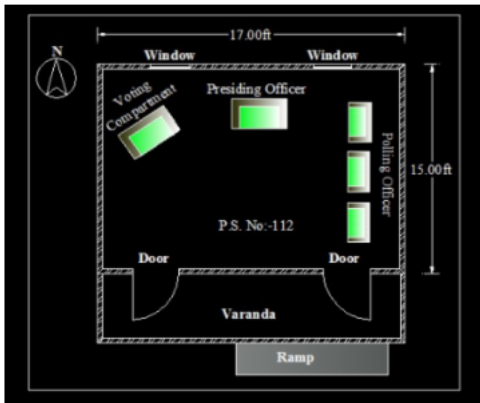 17.00ft
N
Window
Window
Voting
Compartment
Presiding Officer
Polling Officer
15.00ft
P.S. No:-112
Door
Door
Varanda
Ramp